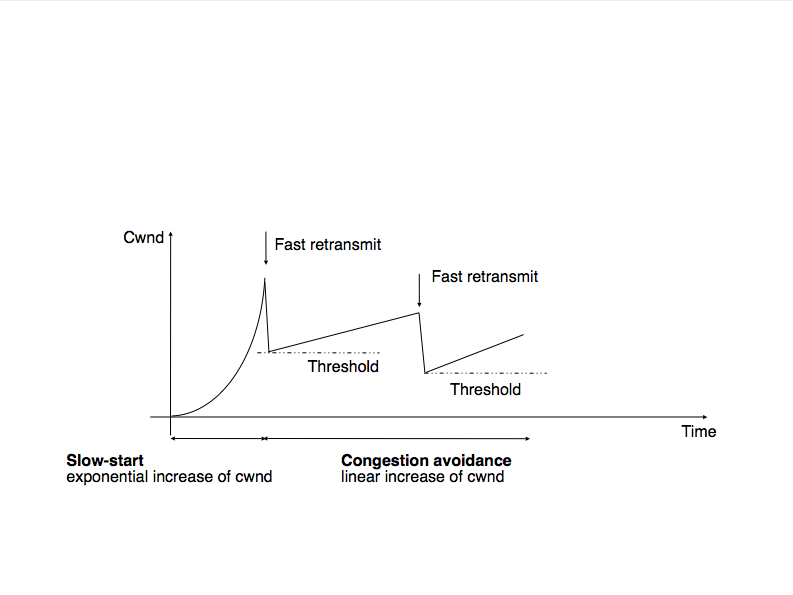 Cwnd
Fast retransmit
Fast retransmit
Threshold
Threshold
Time
Slow-start
exponential increase of cwnd
Congestion avoidance
linear increase of cwnd